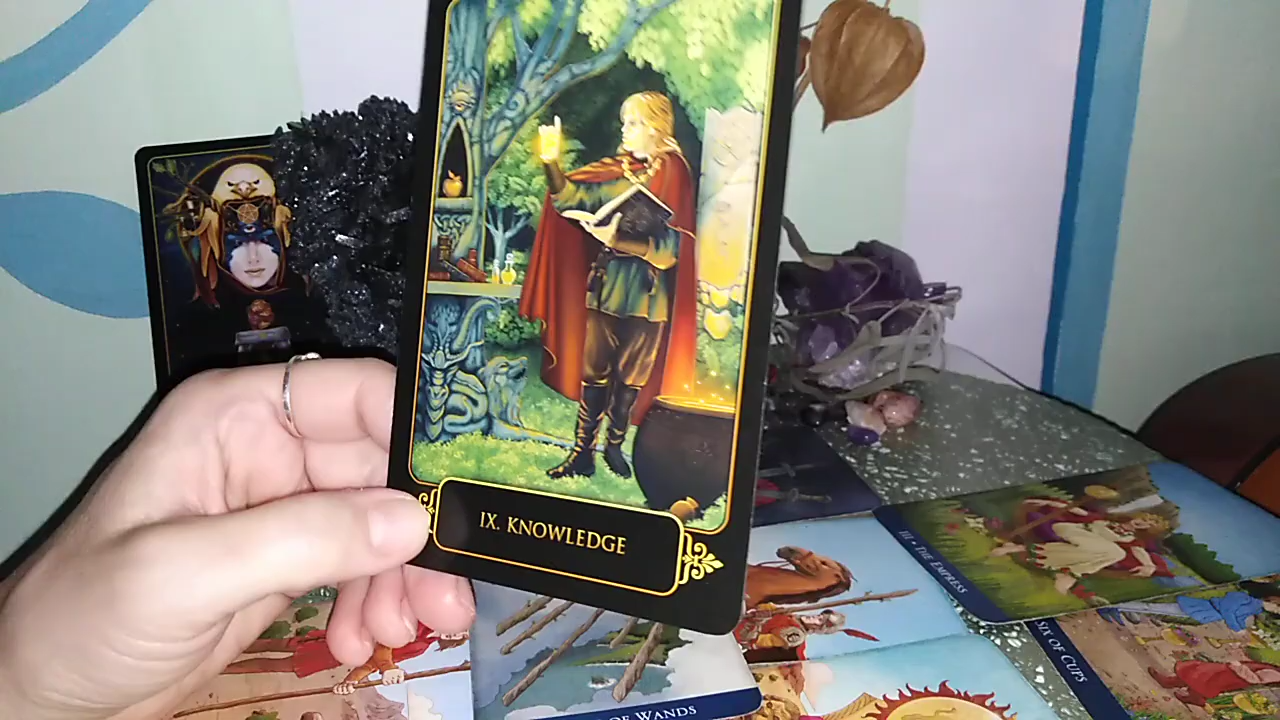 IX. KNOWLEDGE
III • THE EMPRESS
SIX OF CUPS
OF WANDS